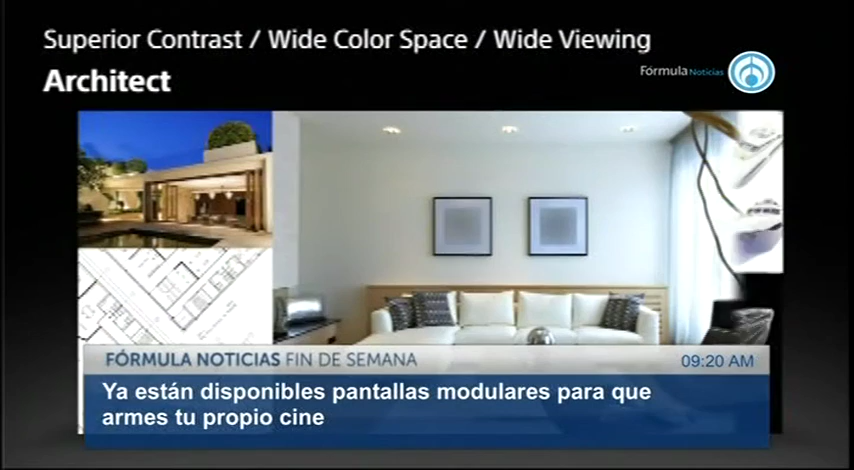 Superior Contrast / Wide Color Space / Wide Viewing
Architect
Fórmula Noticias
FÓRMULA NOTICIAS FIN DE SEMANA
09:20 AM
Ya están disponibles pantallas modulares para que
armes tu propio cine